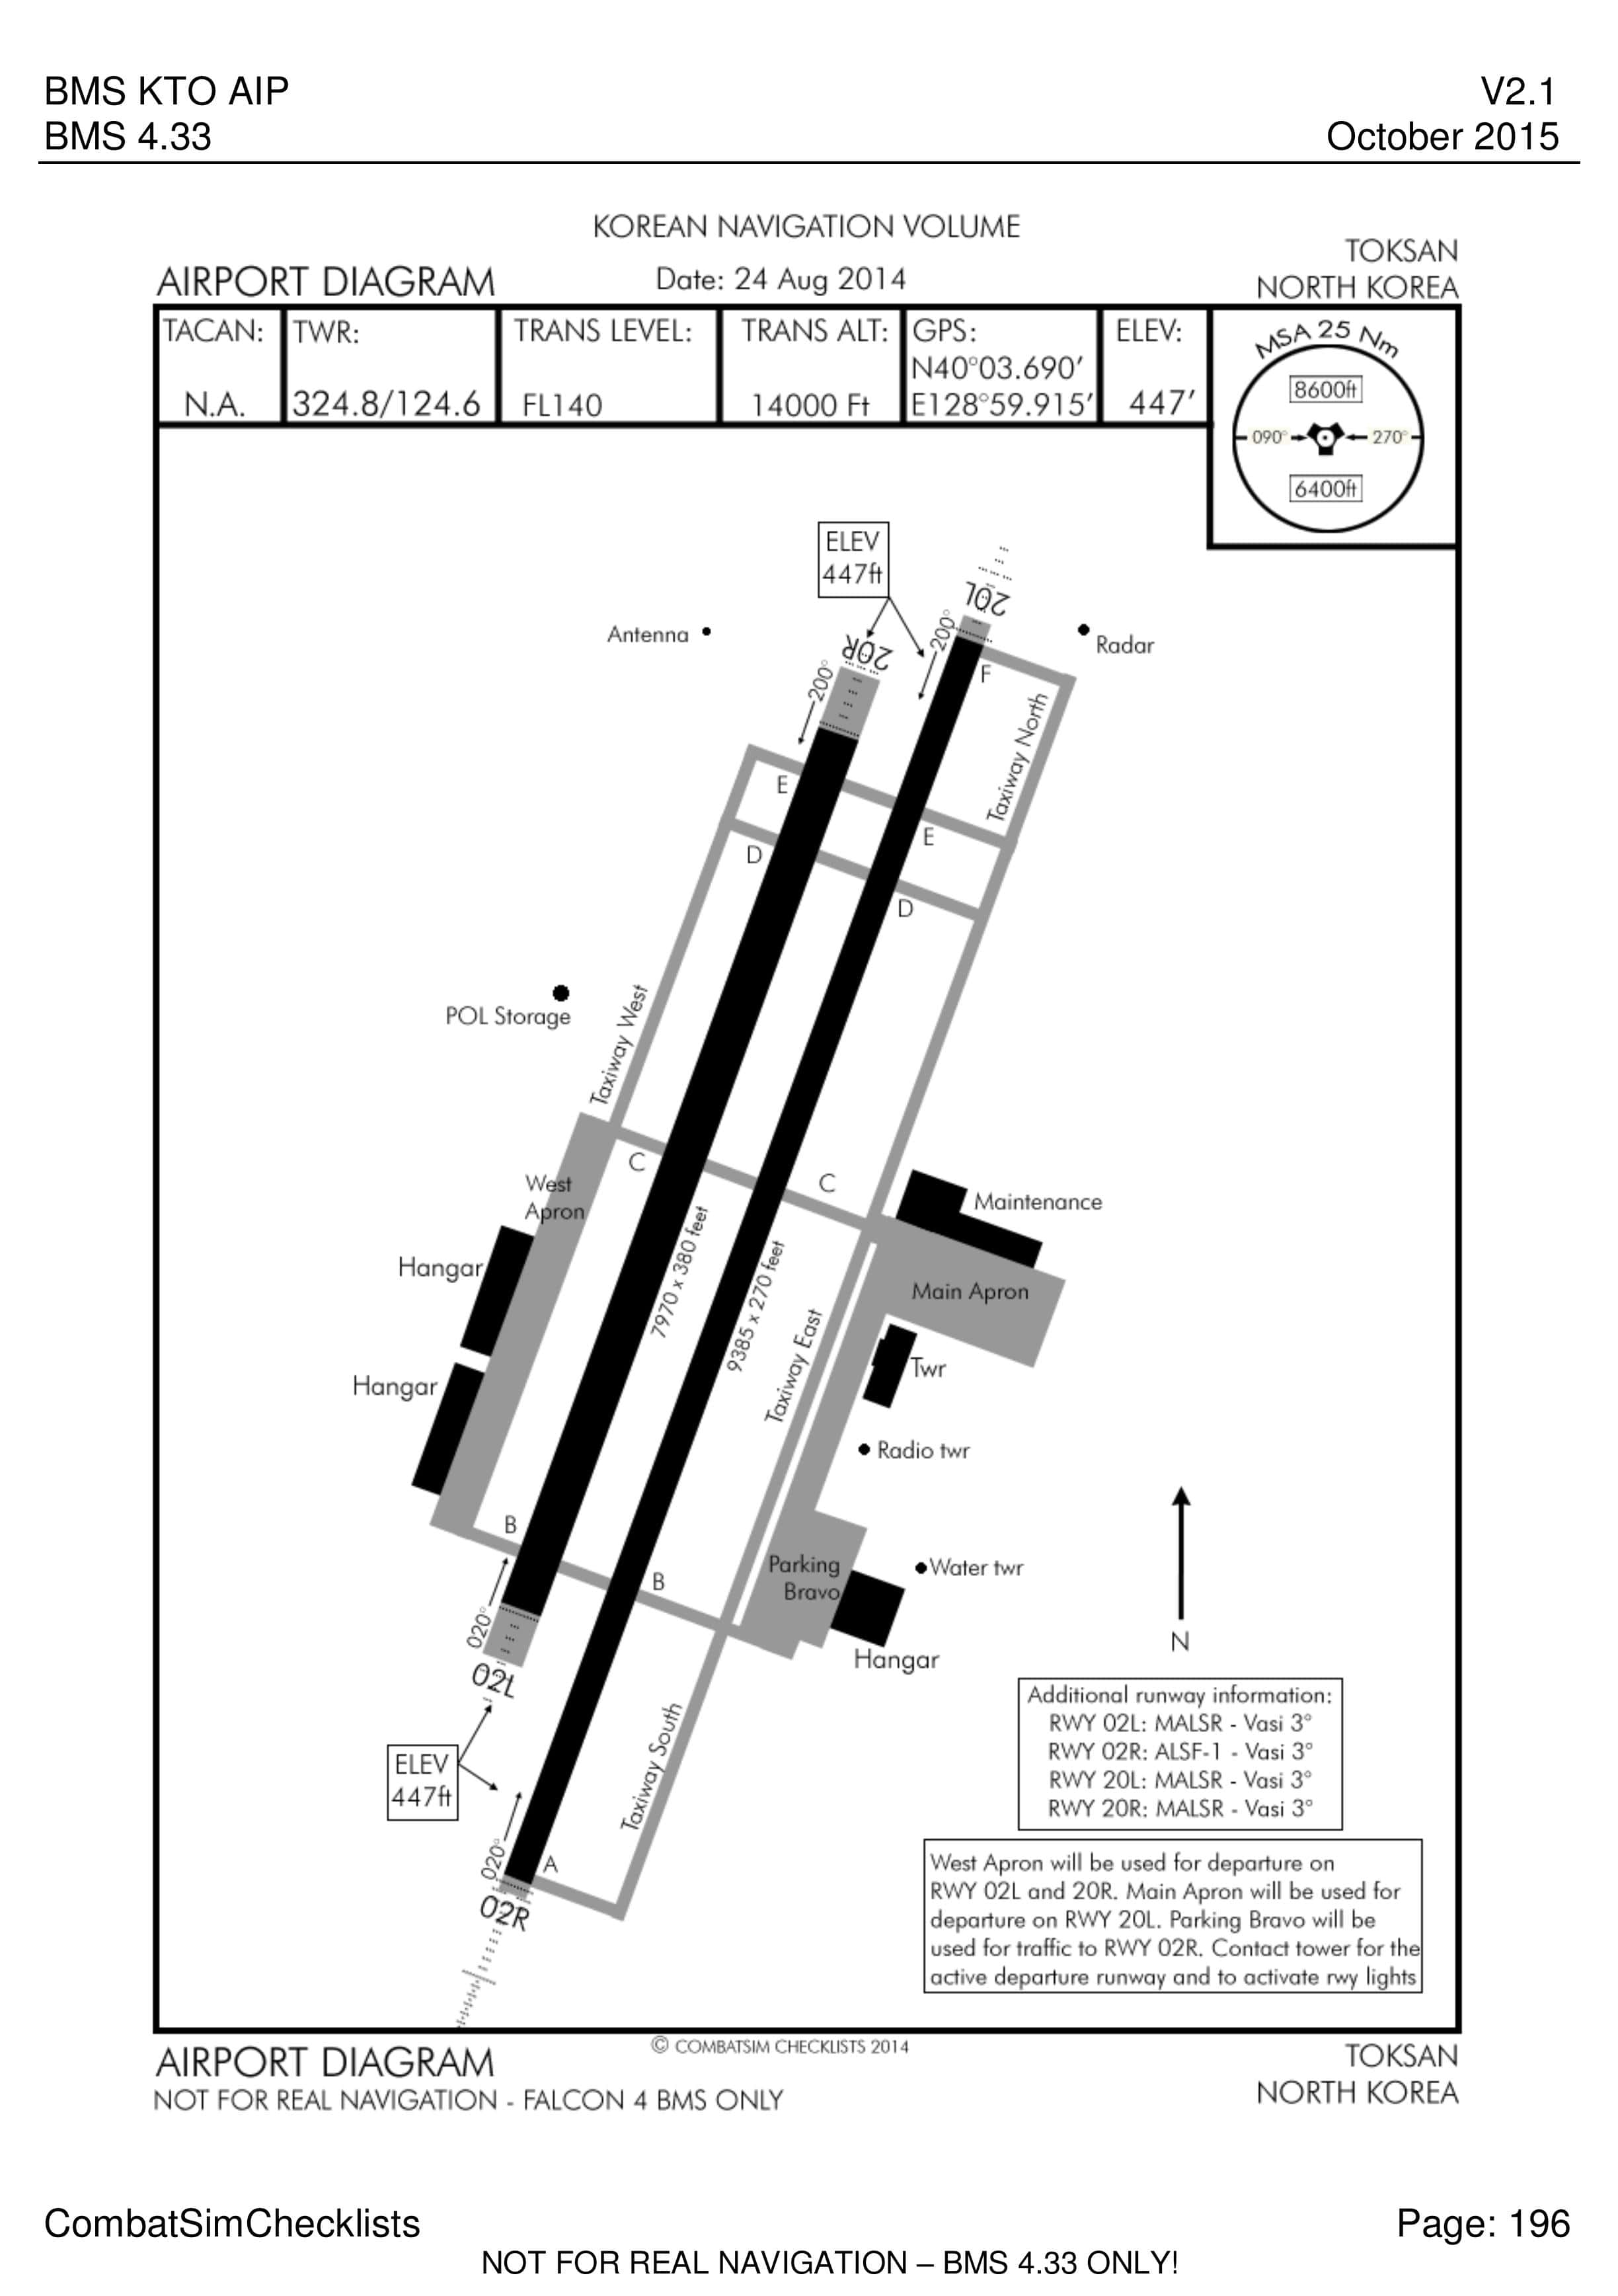 BMS KTO AIP
V2.1
BMS 4.33
October 2015
KOREAN NAVIGATION VOLUME
AIRPORT DIAGRAM
Date: 24 Aug 2014
TOKSAN
NORTH KOREA
TACAN:
N.A.
TWR:
324.8/124.6
TRANS LEVEL:
FL140
TRANS ALT:
14000 Ft
GPS:
N40°03.690'
E128°59.915'
ELEV:
447'
MSA 25 Nm
8600ft
090°
270°
6400ft
ELEV
447ft
20L
200°
Antenna
Radar
20R
200°
F
Taxiway North
E
E
D
D
POL Storage
Taxiway West
C
C
West
Apron
Maintenance
Hangar
7970 x 380 feet
9385 x 270 feet
Main Apron
Taxiway East
Twr
Hangar
Radio twr
B
B
Parking
Bravo
Water twr
020°
Hangar
N
02L
ELEV
447ft
Taxiway South
020°
A
02R
Additional runway information:
RWY 02L: MALSR - Vasi 3°
RWY 02R: ALSF-1 - Vasi 3°
RWY 20L: MALSR - Vasi 3°
RWY 20R: MALSR - Vasi 3°
West Apron will be used for departure on
RWY 02L and 20R. Main Apron will be used for
departure on RWY 20L. Parking Bravo will be
used for traffic to RWY 02R. Contact tower for the
active departure runway and to activate rwy lights
© COMBATSIM CHECKLISTS 2014
AIRPORT DIAGRAM
TOKSAN
NOT FOR REAL NAVIGATION - FALCON 4 BMS ONLY
NORTH KOREA
CombatSimChecklists
Page: 196
NOT FOR REAL NAVIGATION – BMS 4.33 ONLY!